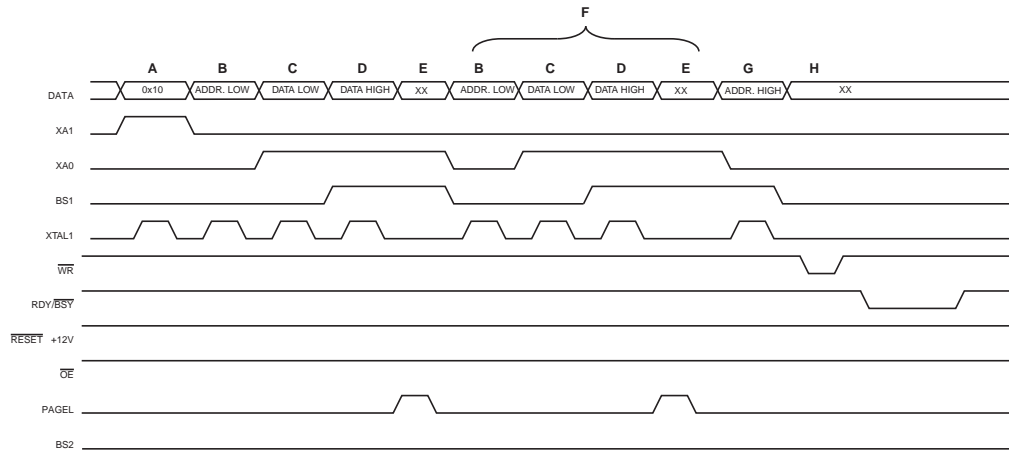 F
A B C D E B C D E G H
DATA 0x10 ADDR. LOW DATA LOW DATA HIGH XX ADDR. LOW DATA LOW DATA HIGH XX ADDR. HIGH XX
XA1
XA0
BS1
XTAL1
WR
RDY/BSY
RESET +12V
OE
PAGEL
BS2